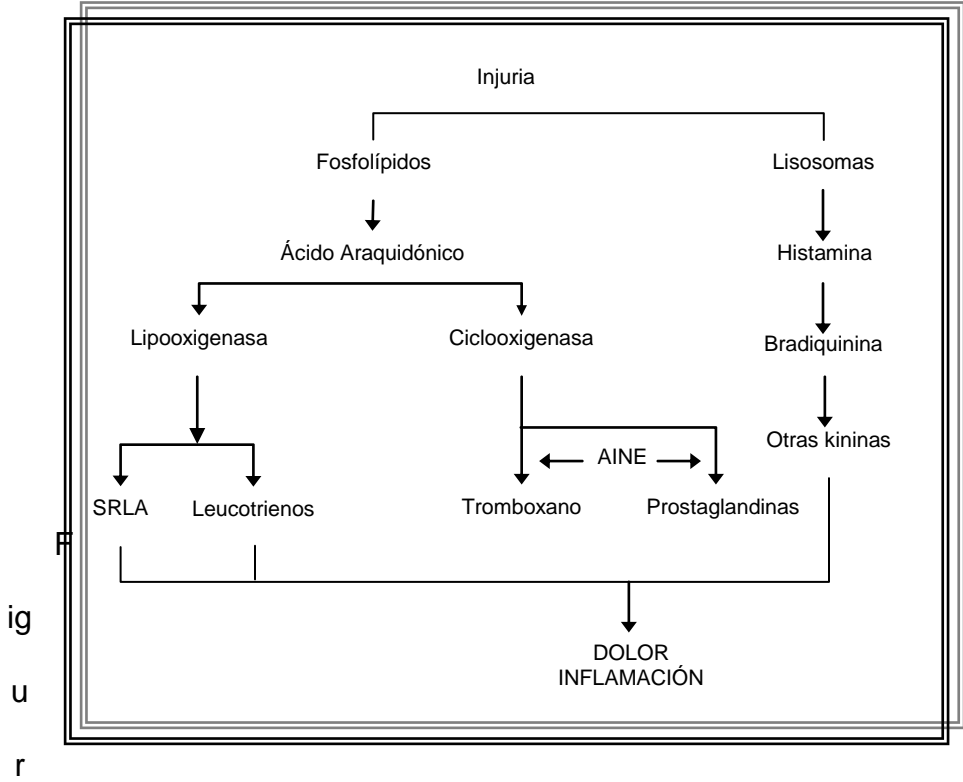 Injuria
Fosfolípidos Lisosomas
Ácido Araquidónico Histamina
Lipooxigenasa Ciclooxigenasa Bradiquinina
Otras kininas
AINE
SRLA Leucotrienos Tromboxano Prostaglandinas
F
ig
u
r
DOLOR
INFLAMACIÓN